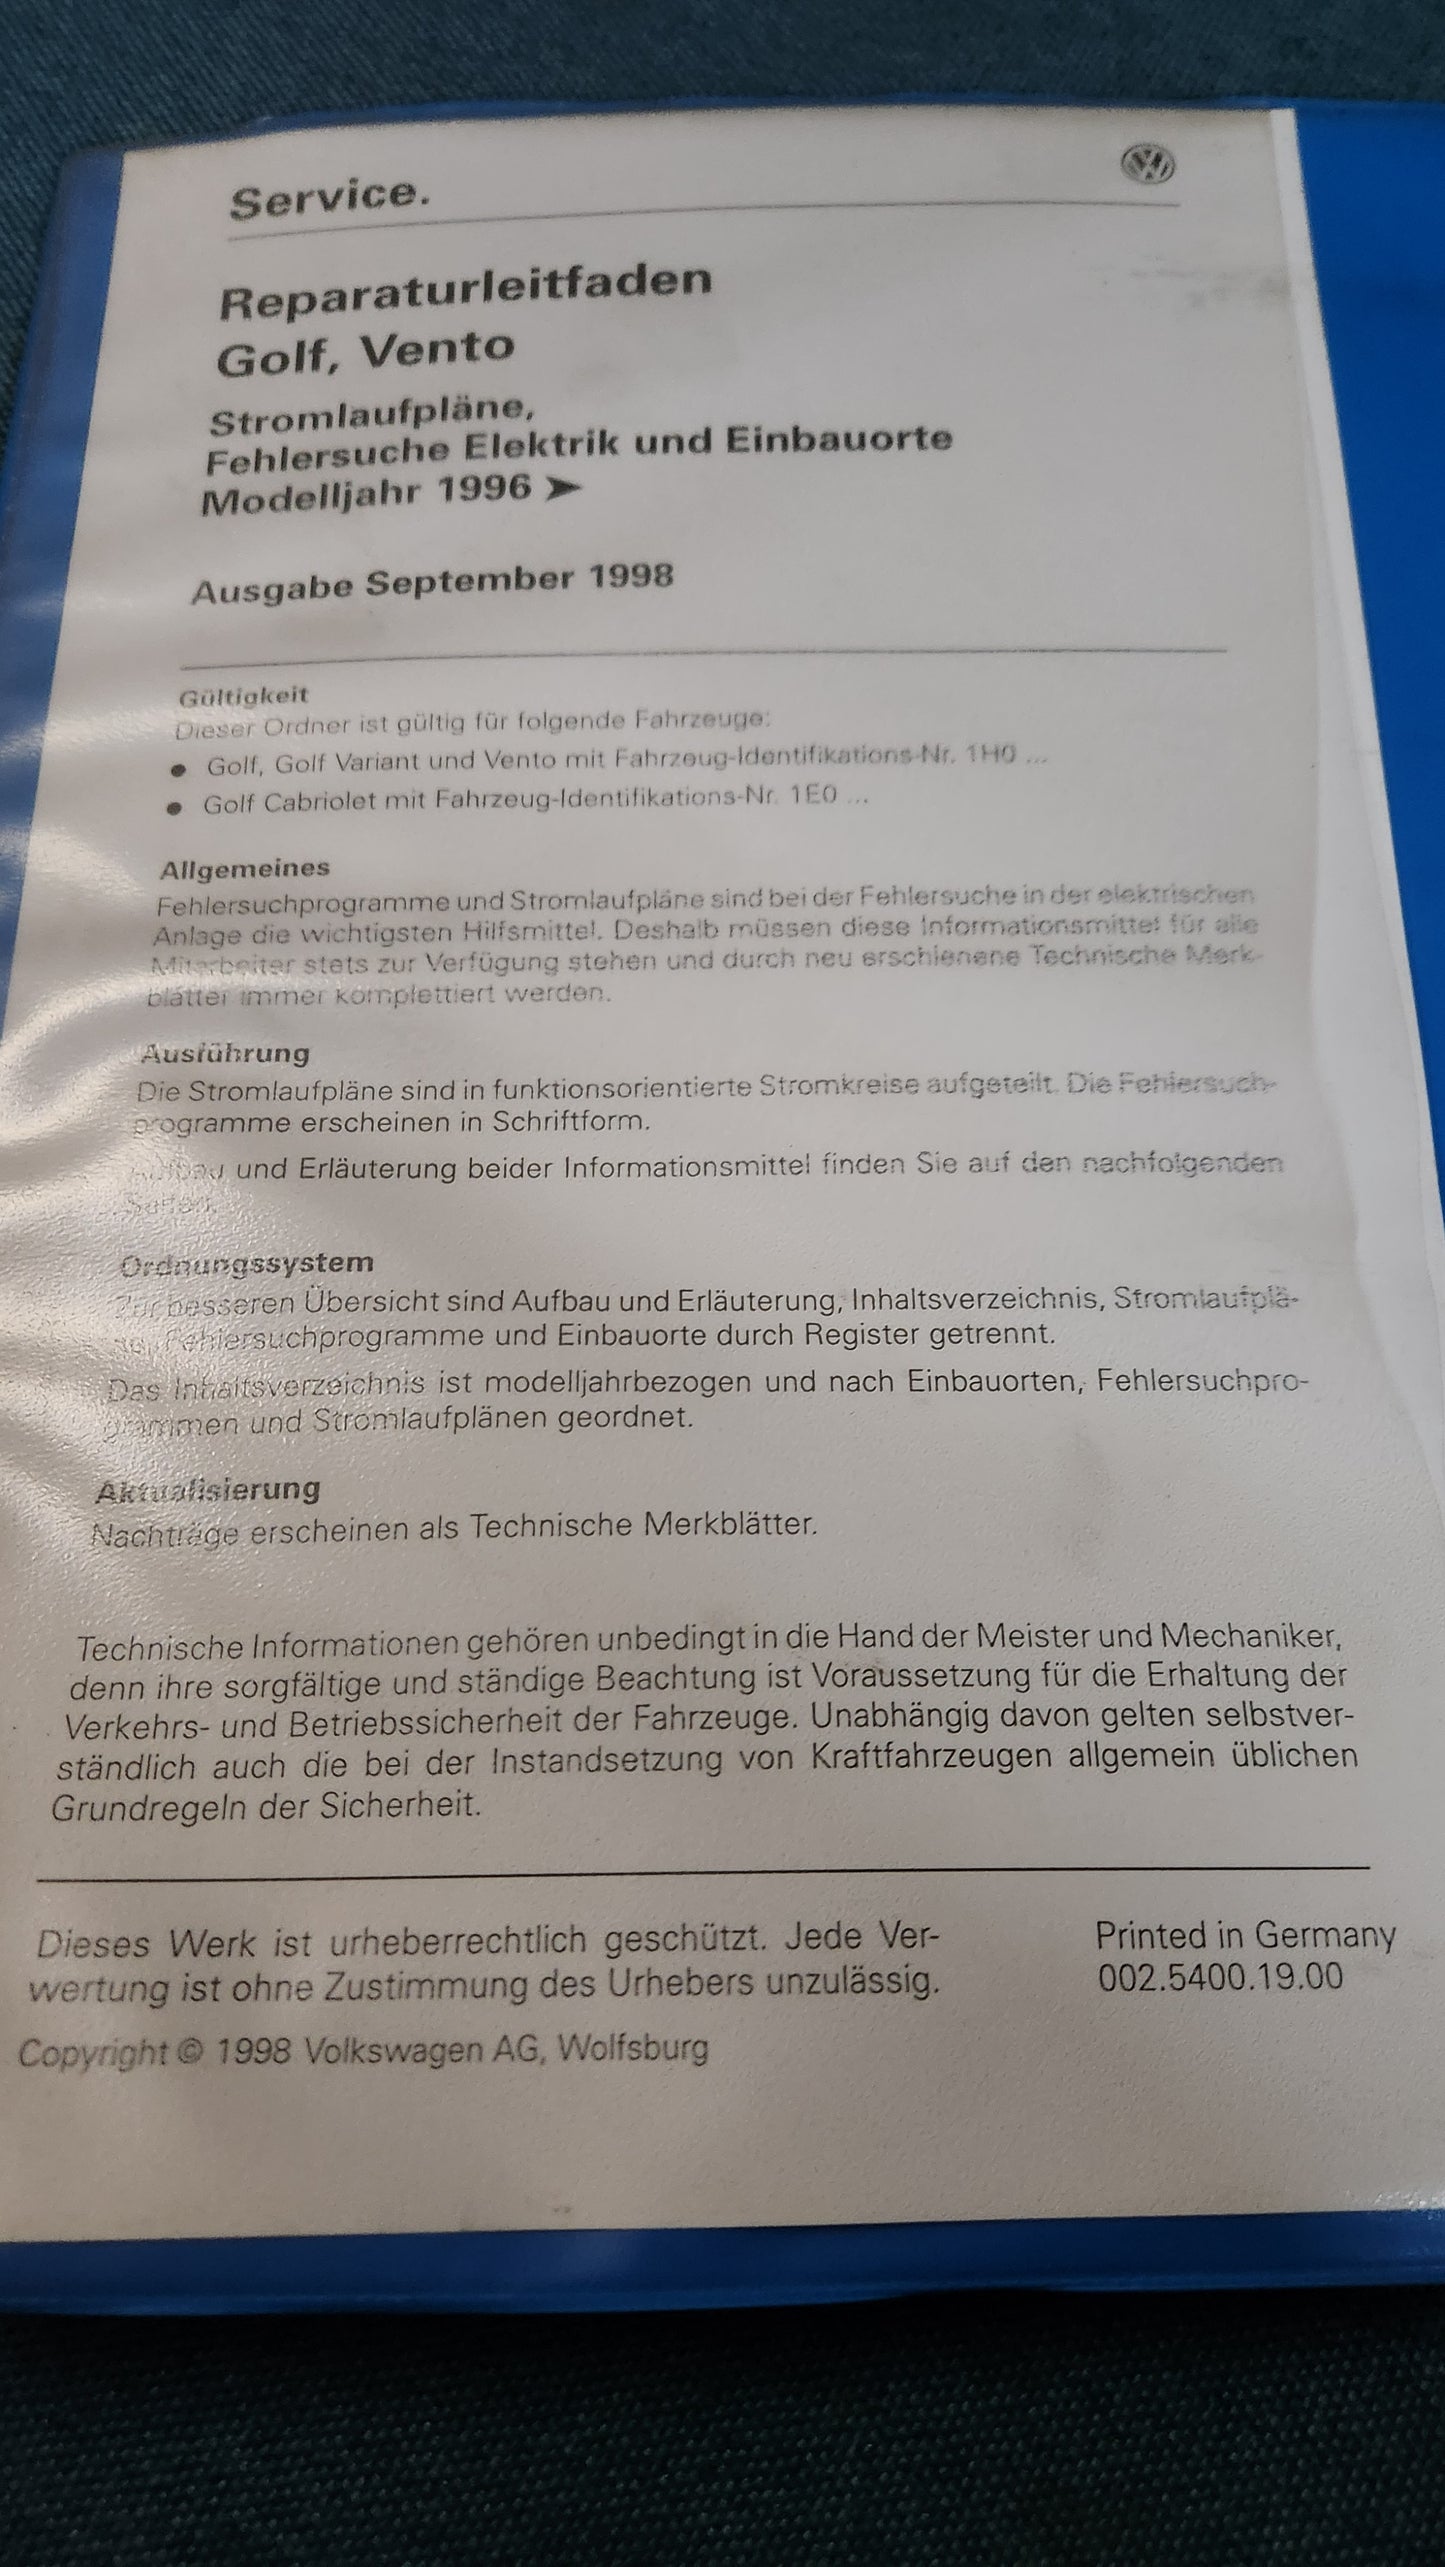 Service.
Reparaturleitfaden
Golf, Vento
Stromlaufpläne,
Fehlersuche Elektrik und Einbauorte
Modelljahr 1996 ➤
Ausgabe September 1998
Gültigkeit
Dieser Ordner ist gültig für folgende Fahrzeuge:
● Golf, Golf Variant und Vento mit Fahrzeug-Identifikations-Nr. 1H0 ...
● Golf Cabriolet mit Fahrzeug-Identifikations-Nr. 1E0 ...
Allgemeines
Fehlersuchprogramme und Stromlaufpläne sind bei der Fehlersuche in der elektrischen
Anlage die wichtigsten Hilfsmittel. Deshalb müssen diese Informationsmittel für alle
Mitarbeiter stets zur Verfügung stehen und durch neu erschienene Technische Merk-
blätter immer komplettiert werden.
Ausführung
Die Stromlaufpläne sind in funktionsorientierte Stromkreise aufgeteilt. Die Fehlersuch-
programme erscheinen in Schriftform.
Aufbau und Erläuterung beider Informationsmittel finden Sie auf den nachfolgenden
Seiten.
Ordnungssystem
Zur besseren Übersicht sind Aufbau und Erläuterung, Inhaltsverzeichnis, Stromlaufplä-
ne, Fehlersuchprogramme und Einbauorte durch Register getrennt.
Das Inhaltsverzeichnis ist modelljahrbezogen und nach Einbauorten, Fehlersuchpro-
grammen und Stromlaufplänen geordnet.
Aktualisierung
Nachträge erscheinen als Technische Merkblätter.
Technische Informationen gehören unbedingt in die Hand der Meister und Mechaniker,
denn ihre sorgfältige und ständige Beachtung ist Voraussetzung für die Erhaltung der
Verkehrs- und Betriebssicherheit der Fahrzeuge. Unabhängig davon gelten selbstver-
ständlich auch die bei der Instandsetzung von Kraftfahrzeugen allgemein üblichen
Grundregeln der Sicherheit.
Dieses Werk ist urheberrechtlich geschützt. Jede Ver-
wertung ist ohne Zustimmung des Urhebers unzulässig.
Copyright © 1998 Volkswagen AG, Wolfsburg
Printed in Germany
002.5400.19.00